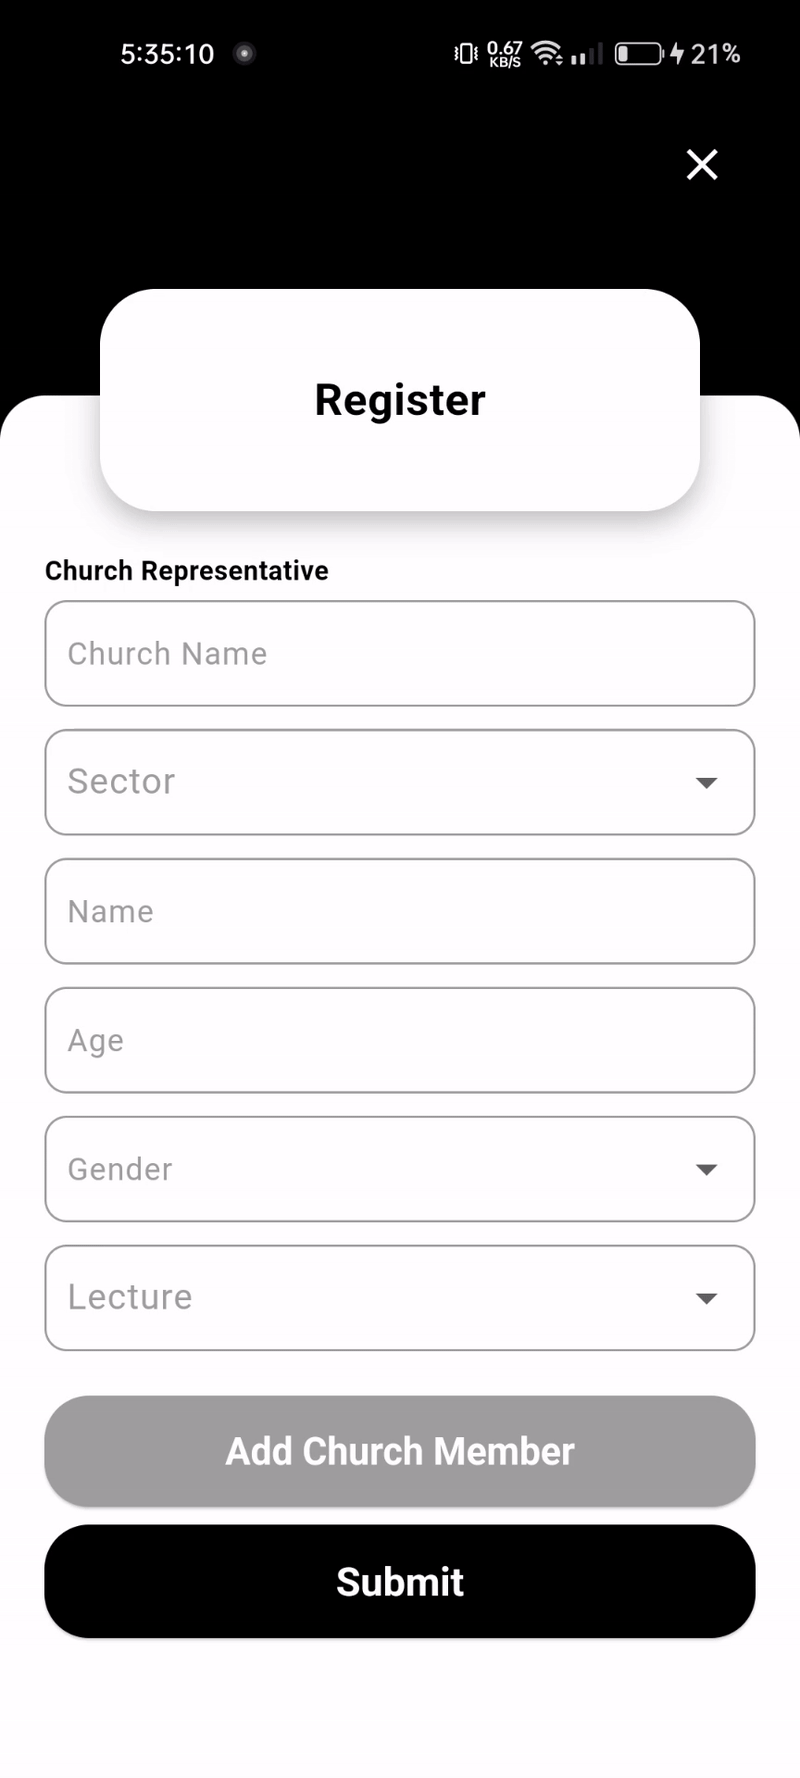 5:35:10 0.67 KB/S 21%
Register
Church Representative
Church Name
Sector
Name
Age
Gender
Lecture
Add Church Member
Submit